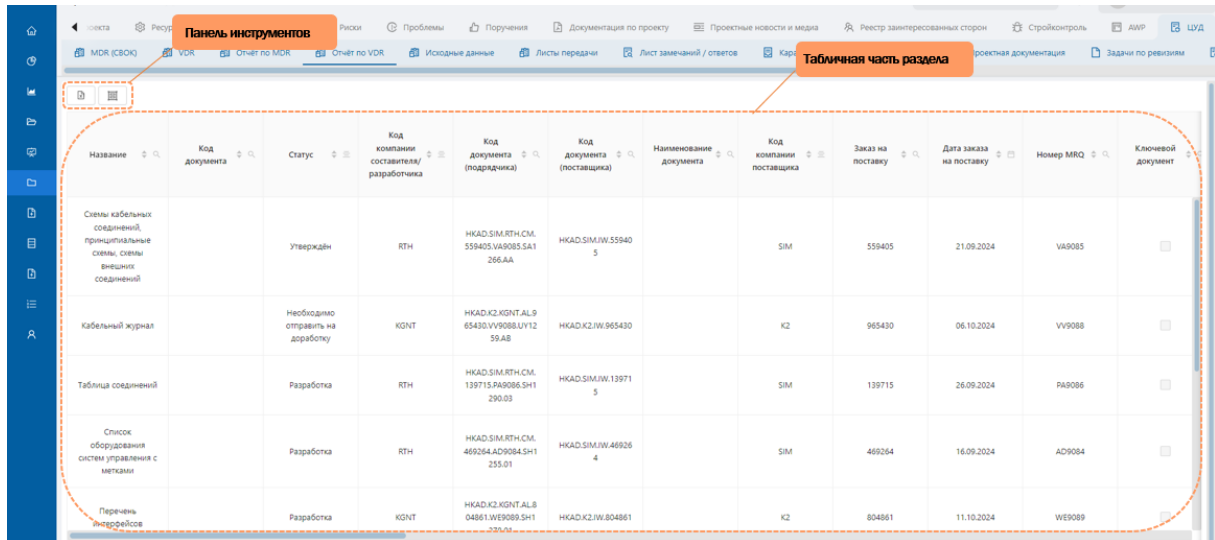 оекта Ресур Риски Проблемы Поручения Документация по проекту Проектные новости и медиа Реестр заинтересованных сторон Стройконтроль AWP ЦУД
Панель инструментов
MDR (СВОК) VDR Отчёт по MDR Отчёт по VDR Исходные данные Листы передачи Лист замечаний / ответов Кара роектная документация Задачи по ревизиям
Табличная часть раздела
Название
Код
документа
Статус
Код
компании
составителя/
разработчика
Код
документа
(подрядчика)
Код
документа
(поставщика)
Наименование
документа
Код
компании
поставщика
Заказ на
поставку
Дата заказа
на поставку
Номер MRQ
Ключевой
документ
Схемы кабельных
соединений,
принципиальные
схемы, схемы
внешних
соединений
Утверждён
RTH
HKAD.SIM.RTH.CM.
559405.VA9085.SA1
266.AA
HKAD.SIM.IW.55940
5
SIM
559405
21.09.2024
VA9085
Кабельный журнал
Необходимо
отправить на
доработку
KGNT
HKAD.K2.KGNT.AL.9
65430.VV9088.UY12
59.AB
HKAD.K2.IW.965430
K2
965430
06.10.2024
VV9088
Таблица соединений
Разработка
RTH
HKAD.SIM.RTH.CM.
139715.PA9086.SH1
290.03
HKAD.SIM.IW.13971
5
SIM
139715
26.09.2024
PA9086
Список
оборудования
систем управления с
метками
Разработка
RTH
HKAD.SIM.RTH.CM.
469264.AD9084.SH1
255.01
HKAD.SIM.IW.46926
4
SIM
469264
16.09.2024
AD9084
Перечень
интерфейсов
Разработка
KGNT
HKAD.K2.KGNT.AL.8
04861.WE9089.SH1
HKAD.K2.IW.804861
K2
804861
11.10.2024
WE9089